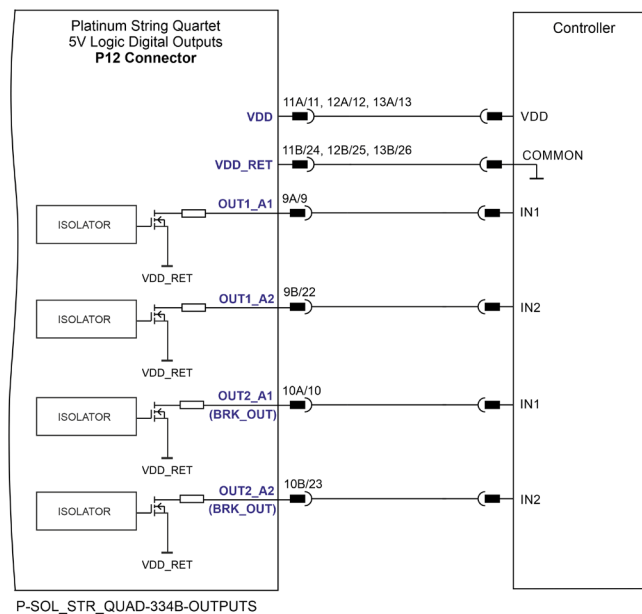 Platinum String Quartet
5V Logic Digital Outputs
P12 Connector
Controller
VDD
11A/11, 12A/12, 13A/13
VDD
VDD_RET
11B/24, 12B/25, 13B/26
COMMON
ISOLATOR
OUT1_A1
9A/9
IN1
VDD_RET
ISOLATOR
OUT1_A2
9B/22
IN2
VDD_RET
ISOLATOR
OUT2_A1
(BRK_OUT)
10A/10
IN1
VDD_RET
ISOLATOR
OUT2_A2
(BRK_OUT)
10B/23
IN2
VDD_RET
P-SOL_STR_QUAD-334B-OUTPUTS